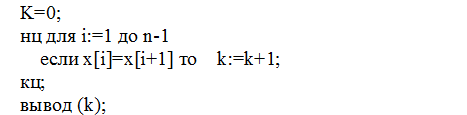 K=0;
нц для i:=1 до n-1
если x[i]=x[i+1] то k:=k+1;
кц;
вывод (k);